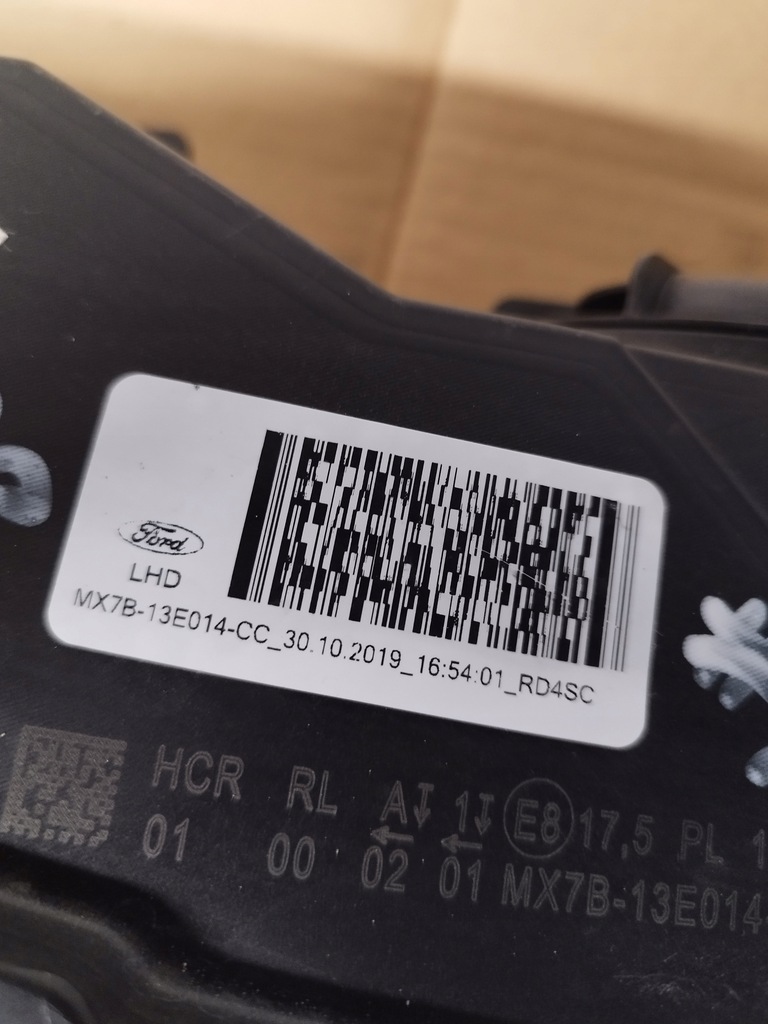 Ford
LHD
MX7B-13E014-CC_30.10.2019_16:54:01_RD4SC
HCR RL A 1 E8 17,5 PL 1
01 00 02 01 MX7B-13E014-